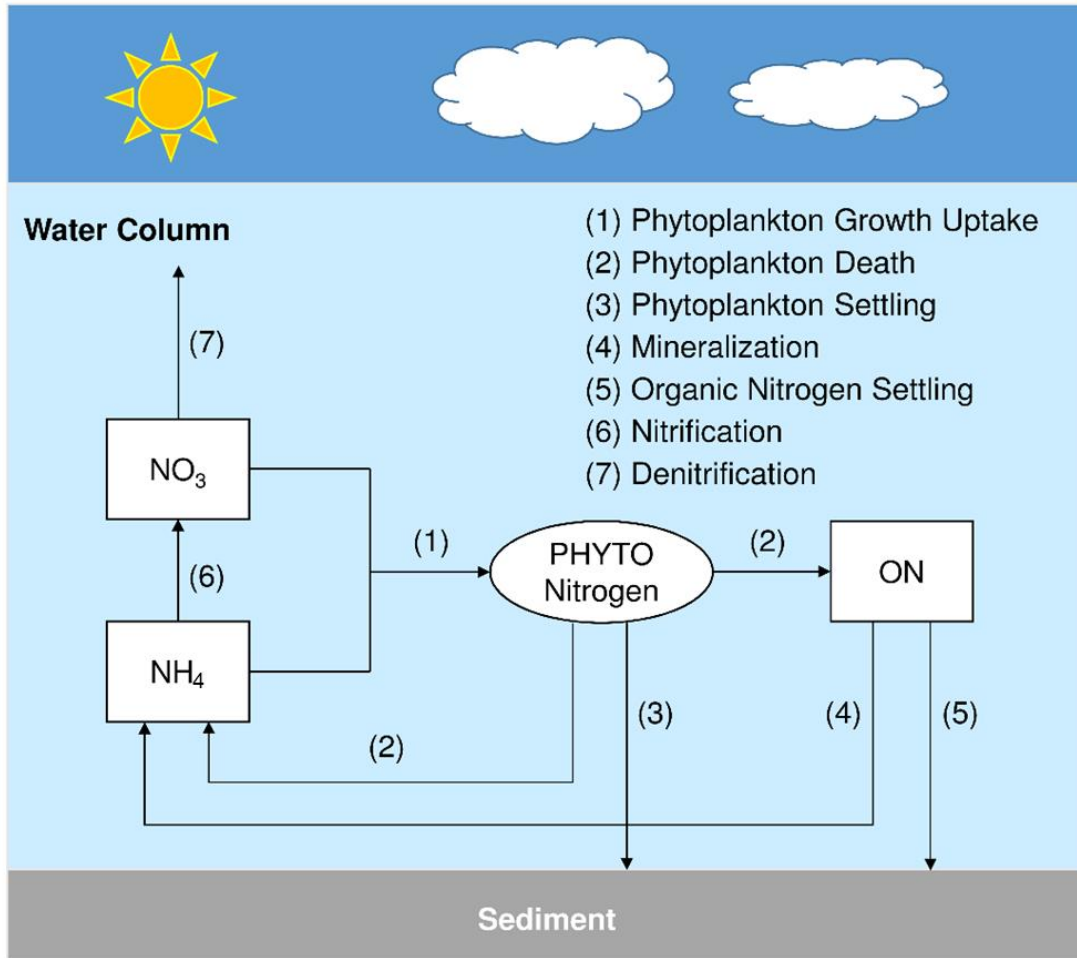 Water Column
(1) Phytoplankton Growth Uptake
(2) Phytoplankton Death
(3) Phytoplankton Settling
(4) Mineralization
(5) Organic Nitrogen Settling
(6) Nitrification
(7) Denitrification
(7)
NO₃
(1)
PHYTO
Nitrogen
(2)
ON
(6)
NH₄
(2)
(3)
(4)
(5)
Sediment